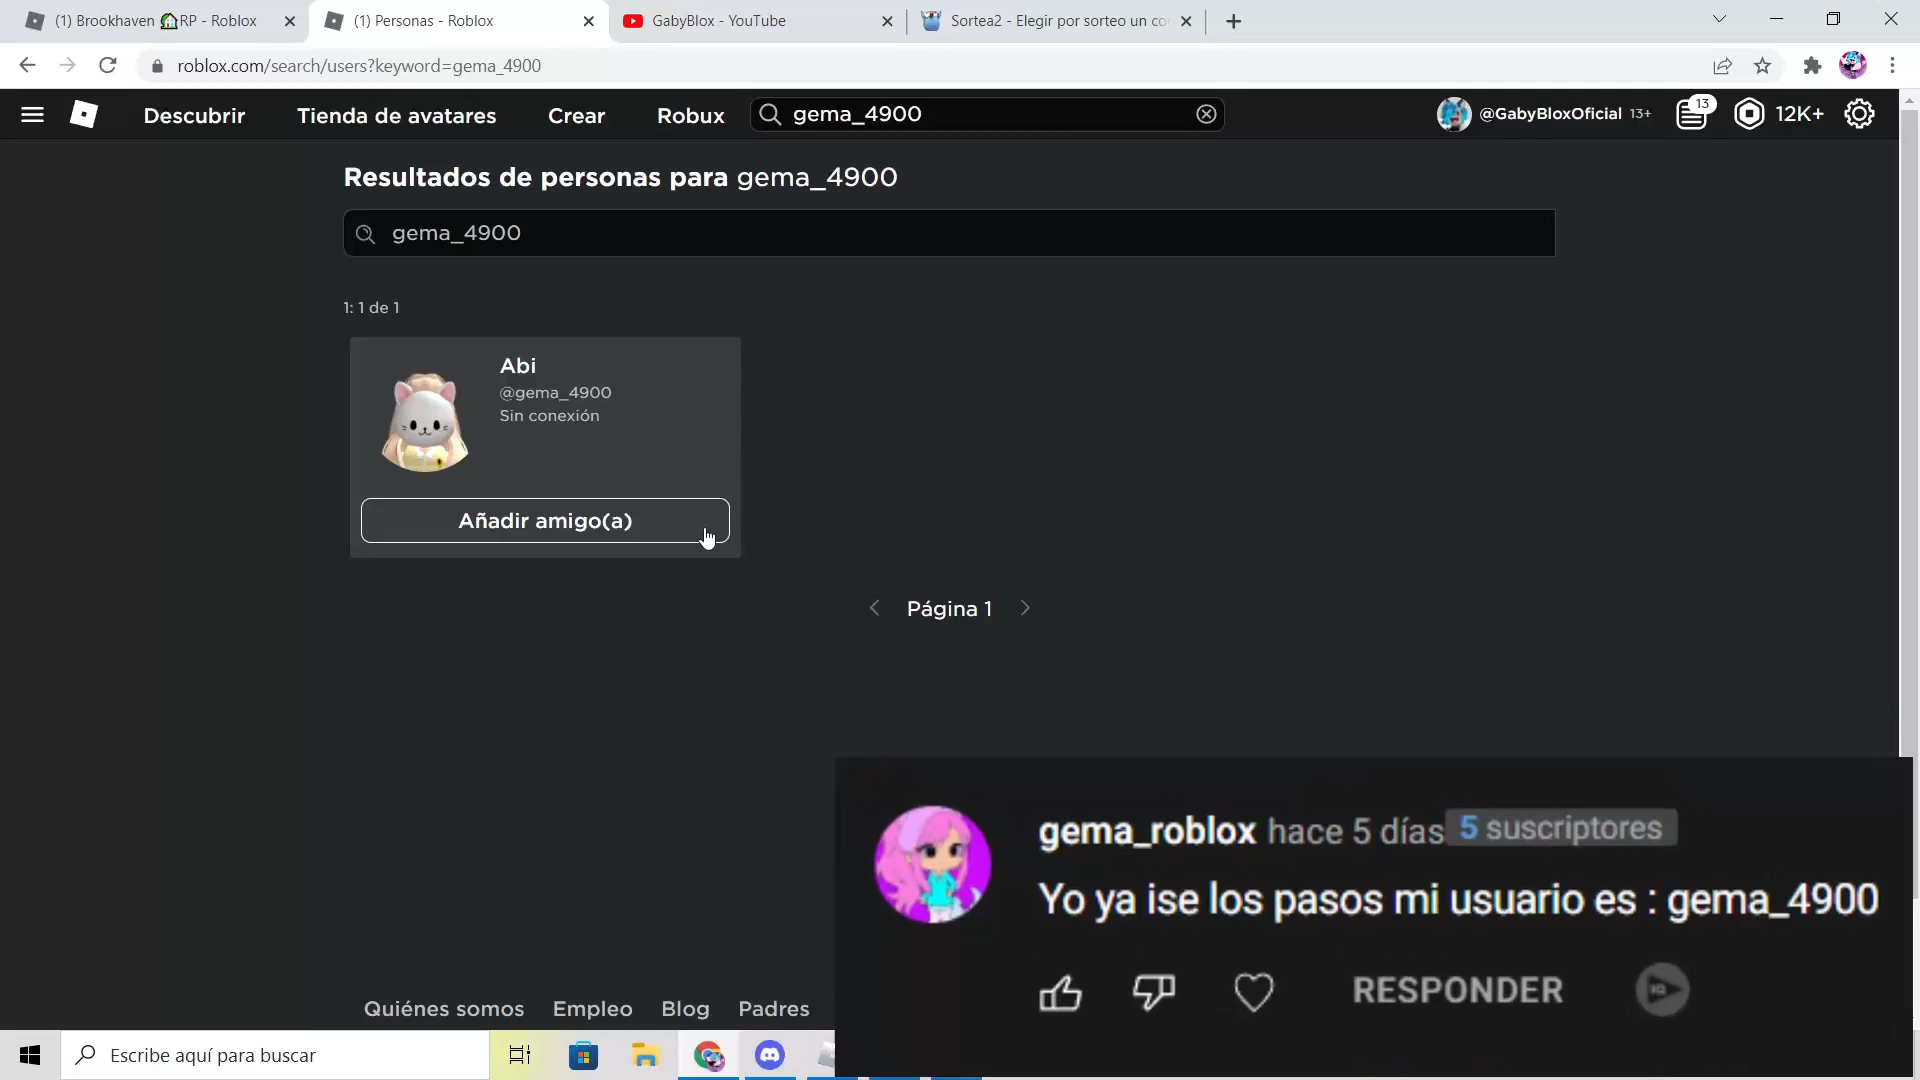 (1) Brookhaven 🏠RP - Roblox
(1) Personas - Roblox
GabyBlox - YouTube
Sortea2 - Elegir por sorteo un co
roblox.com/search/users?keyword=gema_4900
Descubrir
Tienda de avatares
Crear
Robux
gema_4900
@GabyBloxOficial 13+
13
12K+
Resultados de personas para gema_4900
gema_4900
1: 1 de 1
Abi
@gema_4900
Sin conexión
Añadir amigo(a)
Página 1
gema_roblox hace 5 días 5 suscriptores
Yo ya ise los pasos mi usuario es : gema_4900
RESPONDER
Quiénes somos
Empleo
Blog
Padres
Escribe aquí para buscar